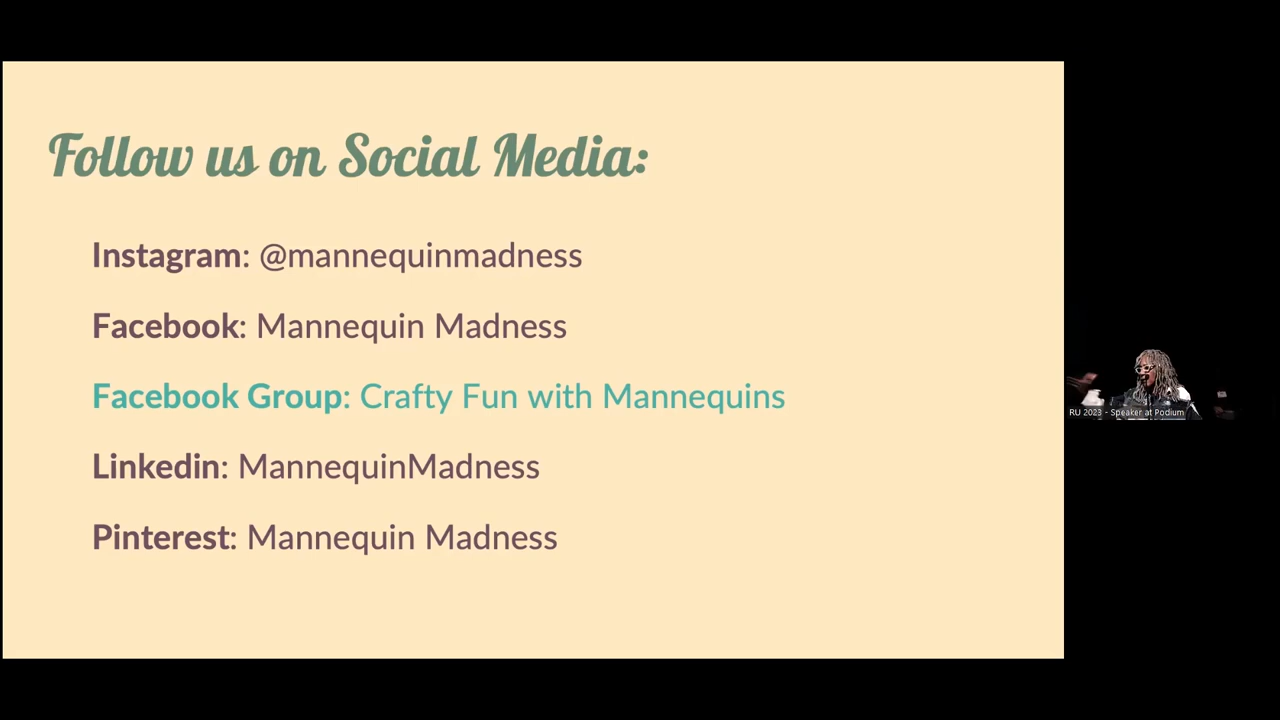 Follow us on Social Media:
Instagram: @mannequinmadness
Facebook: Mannequin Madness
Facebook Group: Crafty Fun with Mannequins
Linkedin: MannequinMadness
Pinterest: Mannequin Madness
RU 2023 - Speaker at Podium